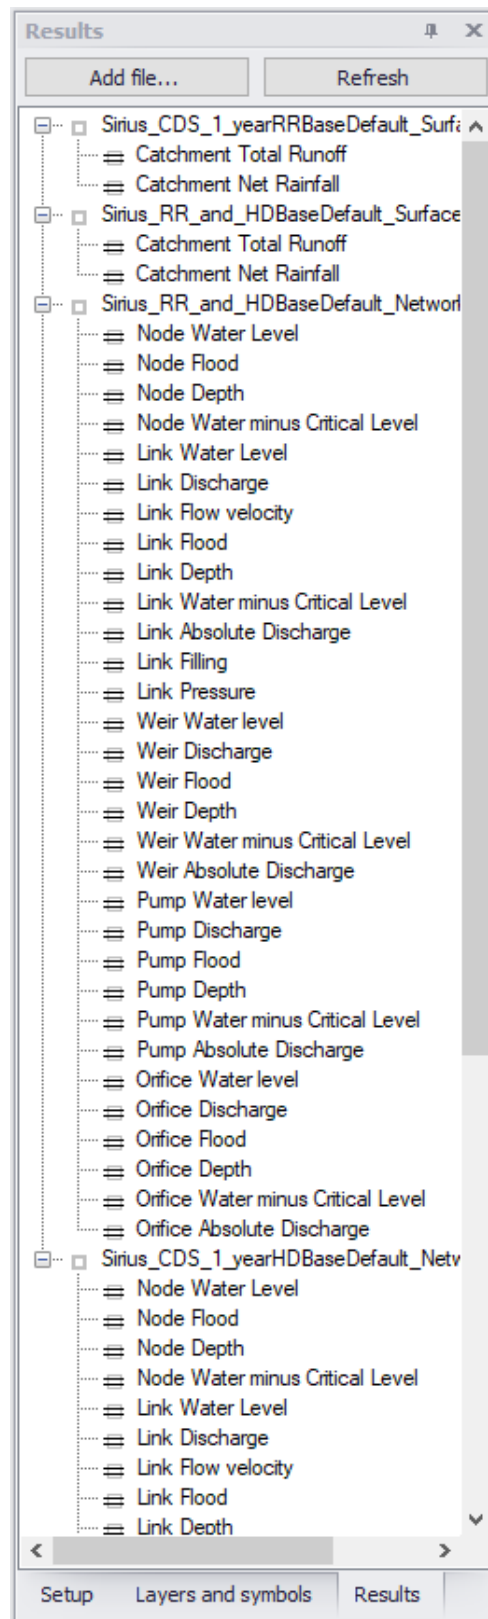 Results
Add file...
Refresh
Sirius_CDS_1_yearRRBaseDefault_Surfa
Catchment Total Runoff
Catchment Net Rainfall
Sirius_RR_and_HDBaseDefault_Surface
Catchment Total Runoff
Catchment Net Rainfall
Sirius_RR_and_HDBaseDefault_Network
Node Water Level
Node Flood
Node Depth
Node Water minus Critical Level
Link Water Level
Link Discharge
Link Flow velocity
Link Flood
Link Depth
Link Water minus Critical Level
Link Absolute Discharge
Link Filling
Link Pressure
Weir Water level
Weir Discharge
Weir Flood
Weir Depth
Weir Water minus Critical Level
Weir Absolute Discharge
Pump Water level
Pump Discharge
Pump Flood
Pump Depth
Pump Water minus Critical Level
Pump Absolute Discharge
Orifice Water level
Orifice Discharge
Orifice Flood
Orifice Depth
Orifice Water minus Critical Level
Orifice Absolute Discharge
Sirius_CDS_1_yearHDBaseDefault_Netw
Node Water Level
Node Flood
Node Depth
Node Water minus Critical Level
Link Water Level
Link Discharge
Link Flow velocity
Link Flood
Link Depth
Setup Layers and symbols Results